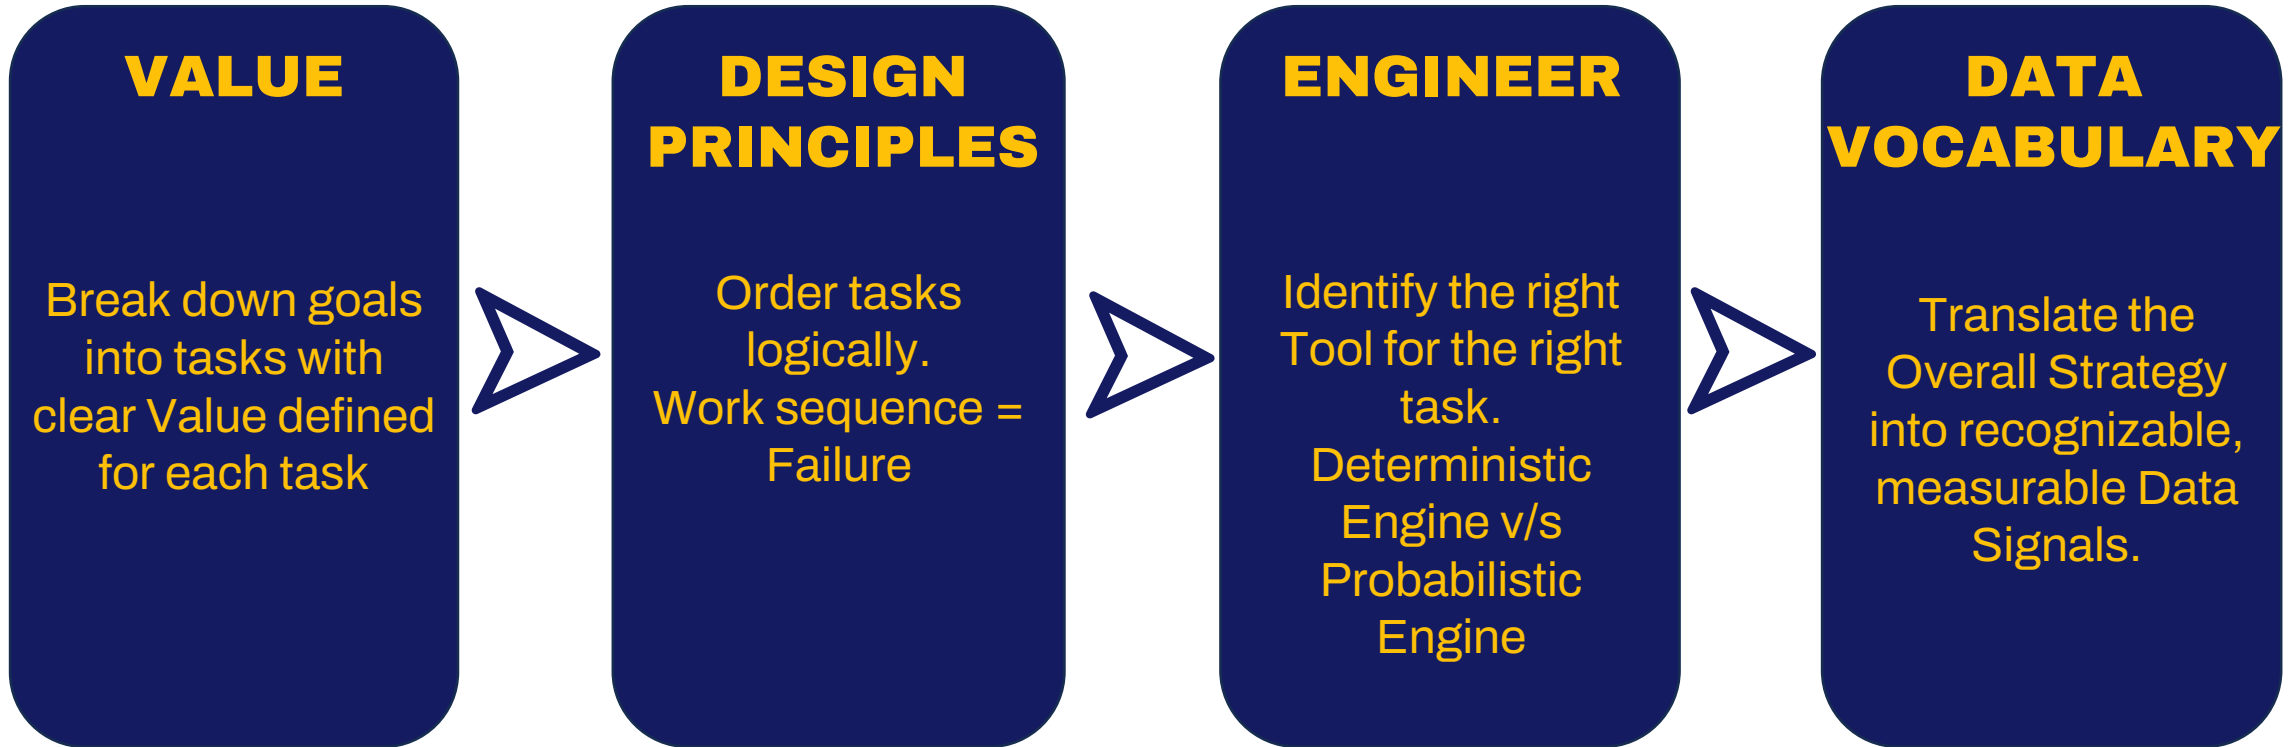 VALUE
Break down goals
into tasks with
clear Value defined
for each task
DESIGN
PRINCIPLES
Order tasks
logically.
Work sequence =
Failure
ENGINEER
Identify the right
Tool for the right
task.
Deterministic
Engine v/s
Probabilistic
Engine
DATA
VOCABULARY
Translate the
Overall Strategy
into recognizable,
measurable Data
Signals.